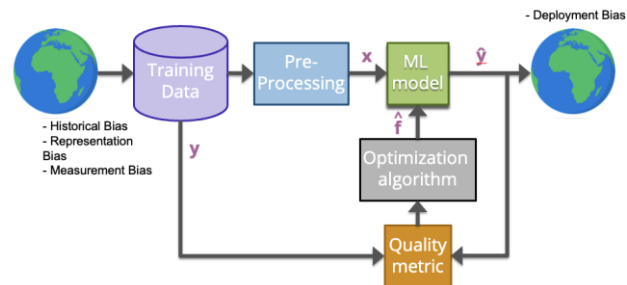 - Deployment Bias
Training
Data
Pre-
Processing
x
ML
model
ŷ
- Historical Bias
- Representation
Bias
- Measurement Bias
y
f̂
Optimization
algorithm
Quality
metric